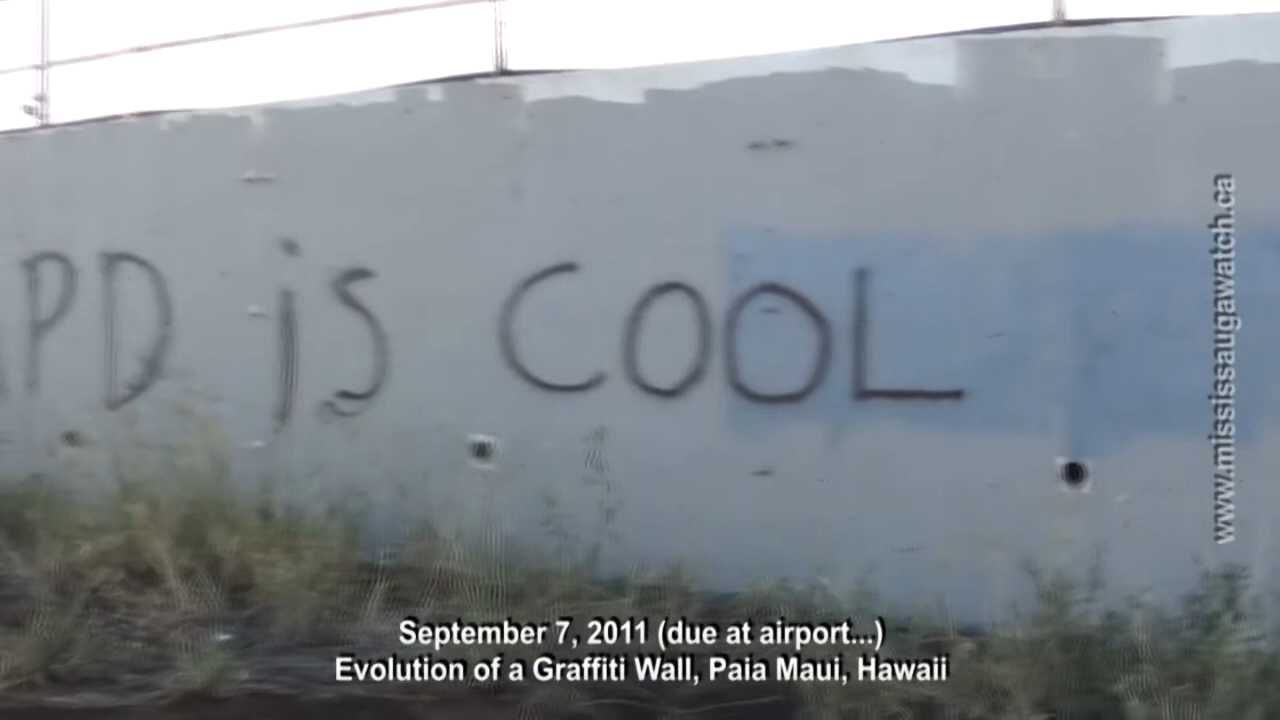 PD is COOL
www.mississaugawatch.ca
September 7, 2011 (due at airport...)
Evolution of a Graffiti Wall, Paia Maui, Hawaii